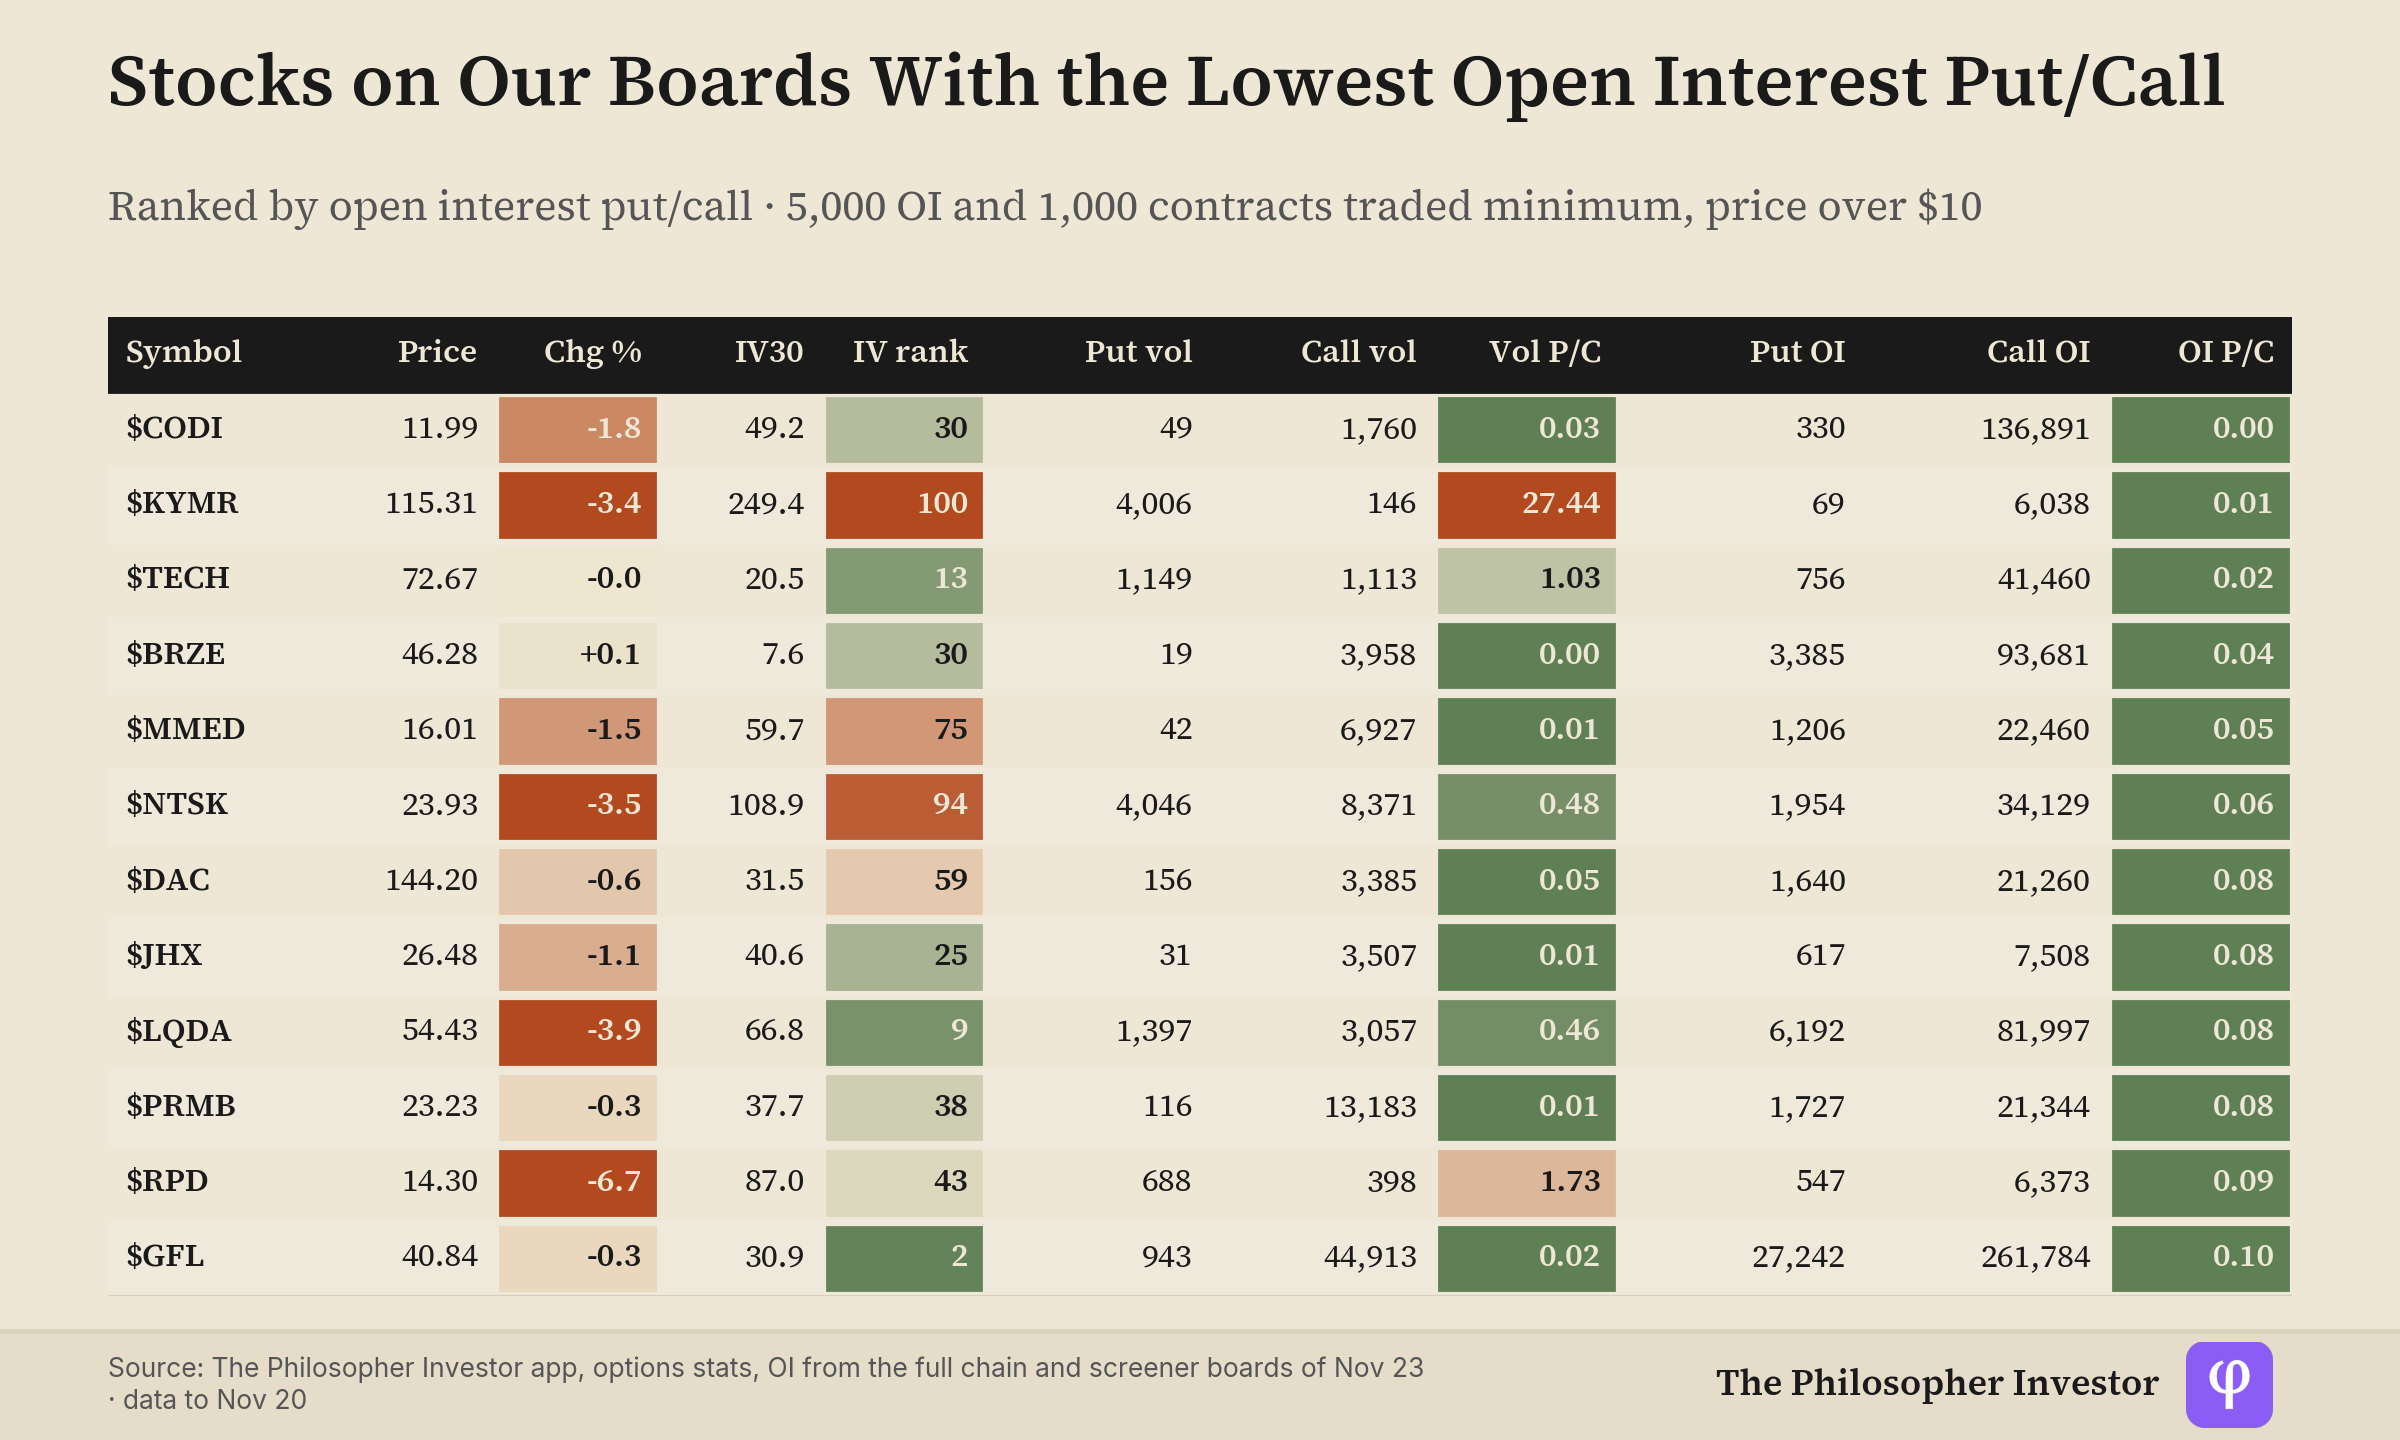 Stocks on Our Boards With the Lowest Open Interest Put/Call
Ranked by open interest put/call · 5,000 OI and 1,000 contracts traded minimum, price over $10
Symbol Price Chg % IV30 IV rank Put vol Call vol Vol P/C Put OI Call OI OI P/C
$CODI 11.99 -1.8 49.2 30 49 1,760 0.03 330 136,891 0.00
$KYMR 115.31 -3.4 249.4 100 4,006 146 27.44 69 6,038 0.01
$TECH 72.67 -0.0 20.5 13 1,149 1,113 1.03 756 41,460 0.02
$BRZE 46.28 +0.1 7.6 30 19 3,958 0.00 3,385 93,681 0.04
$MMED 16.01 -1.5 59.7 75 42 6,927 0.01 1,206 22,460 0.05
$NTSK 23.93 -3.5 108.9 94 4,046 8,371 0.48 1,954 34,129 0.06
$DAC 144.20 -0.6 31.5 59 156 3,385 0.05 1,640 21,260 0.08
$JHX 26.48 -1.1 40.6 25 31 3,507 0.01 617 7,508 0.08
$LQDA 54.43 -3.9 66.8 9 1,397 3,057 0.46 6,192 81,997 0.08
$PRMB 23.23 -0.3 37.7 38 116 13,183 0.01 1,727 21,344 0.08
$RPD 14.30 -6.7 87.0 43 688 398 1.73 547 6,373 0.09
$GFL 40.84 -0.3 30.9 2 943 44,913 0.02 27,242 261,784 0.10
Source: The Philosopher Investor app, options stats, OI from the full chain and screener boards of Nov 23
· data to Nov 20
The Philosopher Investor φ